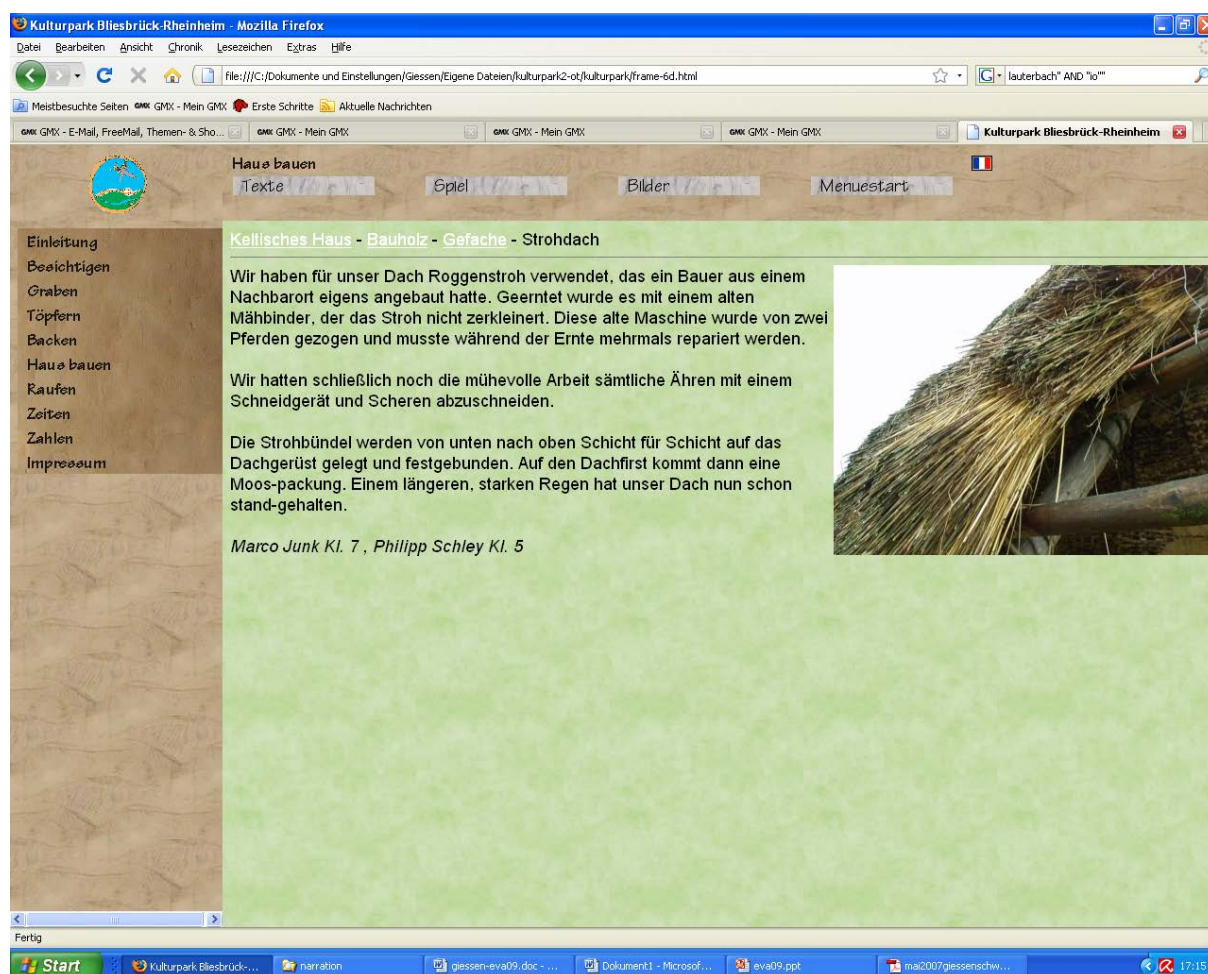 Kulturpark Bliesbrück-Rheinheim - Mozilla Firefox
Datei Bearbeiten Ansicht Chronik Lesezeichen Extras Hilfe
file:///C:/Dokumente und Einstellungen/Giessen/Eigene Dateien/kulturpark2-ot/kulturpark/frame-6d.html
G lauterbach" AND "io""
Meistbesuchte Seiten GMX GMX - Mein GMX Erste Schritte Aktuelle Nachrichten
GMX GMX - E-Mail, FreeMail, Themen- & Sho... GMX GMX - Mein GMX GMX GMX - Mein GMX GMX GMX - Mein GMX Kulturpark Bliesbrück-Rheinheim
Haus bauen
Texte Spiel Bilder Menuestart
Einleitung
Besichtigen
Graben
Töpfern
Backen
Haus bauen
Raufen
Zeiten
Zahlen
Impressum
Keltisches Haus - Bauholz - Gefache - Strohdach
Wir haben für unser Dach Roggenstroh verwendet, das ein Bauer aus einem
Nachbarort eigens angebaut hatte. Geerntet wurde es mit einem alten
Mähbinder, der das Stroh nicht zerkleinert. Diese alte Maschine wurde von zwei
Pferden gezogen und musste während der Ernte mehrmals repariert werden.
Wir hatten schließlich noch die mühevolle Arbeit sämtliche Ähren mit einem
Schneidgerät und Scheren abzuschneiden.
Die Strohbündel werden von unten nach oben Schicht für Schicht auf das
Dachgerüst gelegt und festgebunden. Auf den Dachfirst kommt dann eine
Moos-packung. Einem längeren, starken Regen hat unser Dach nun schon
stand-gehalten.
Marco Junk Kl. 7 , Philipp Schley Kl. 5
Fertig
Start Kulturpark Bliesbrück-... narration giessen-eva09.doc - ... Dokument1 - Microsof... eva09.ppt mai2007giessenschw... 17:15